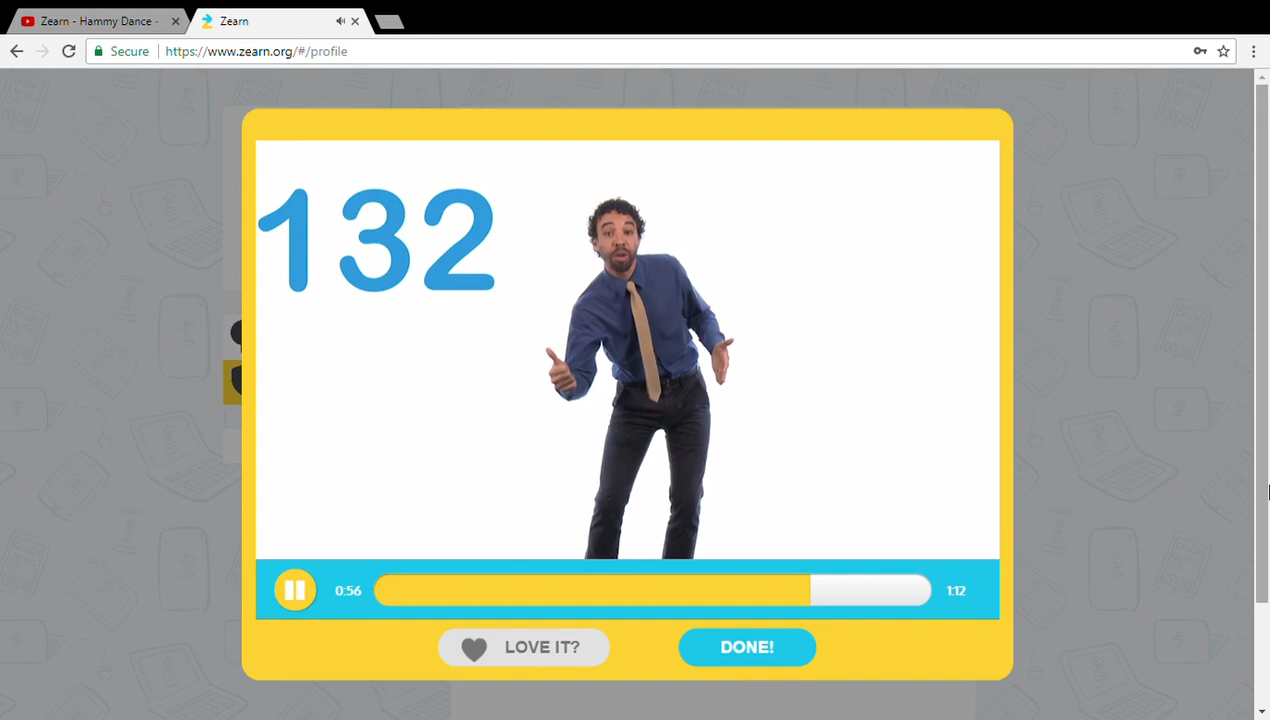 Zearn - Hammy Dance -
Zearn
Secure
https://www.zearn.org/#/profile
132
0:56
1:12
LOVE IT?
DONE!